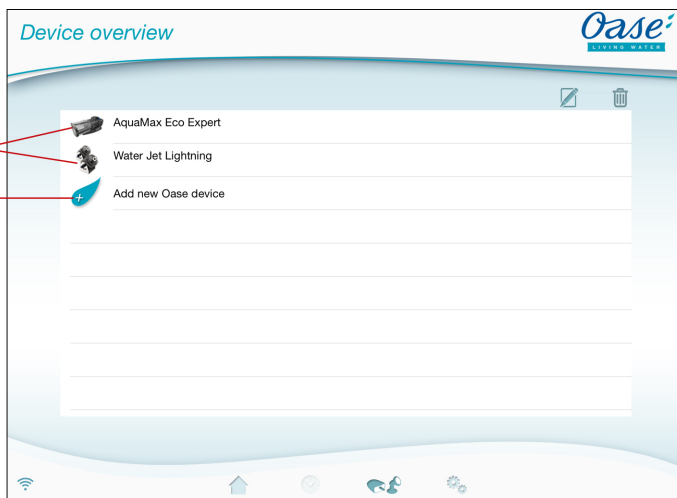 Device overview
Oase
LIVING WATER
AquaMax Eco Expert
Water Jet Lightning
Add new Oase device